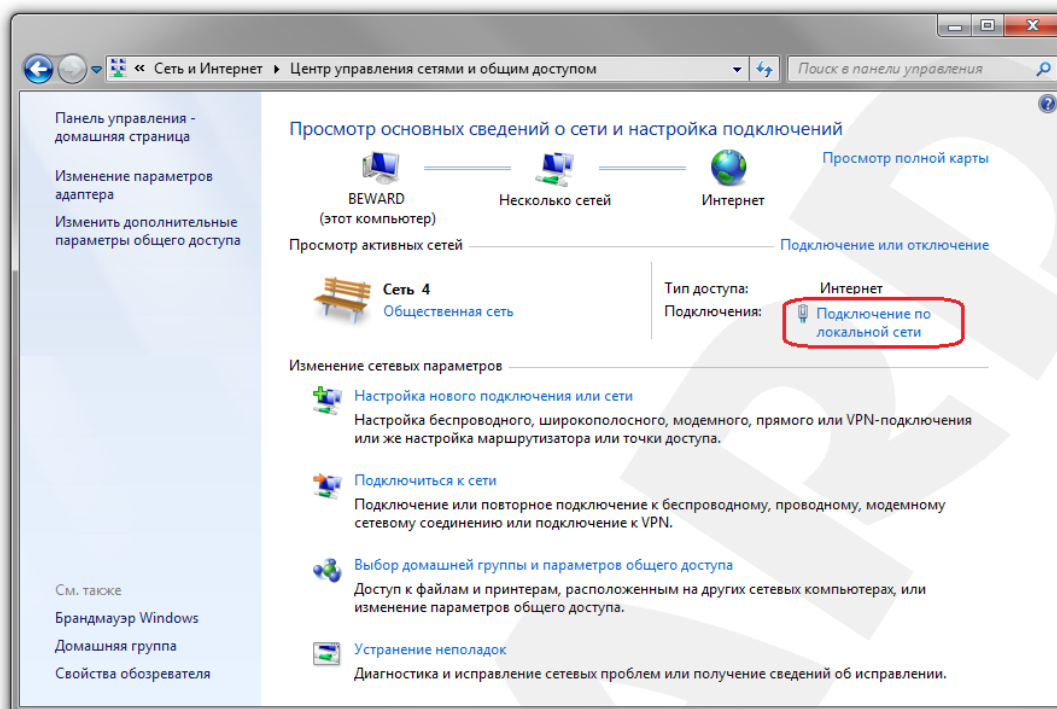 « Сеть и Интернет ▸ Центр управления сетями и общим доступом
Поиск в панели управления
Панель управления -
домашняя страница
Изменение параметров
адаптера
Изменить дополнительные
параметры общего доступа
Просмотр основных сведений о сети и настройка подключений
Просмотр полной карты
BEWARD
(этот компьютер)
Несколько сетей
Интернет
Просмотр активных сетей
Подключение или отключение
Сеть 4
Общественная сеть
Тип доступа: Интернет
Подключения: Подключение по
локальной сети
Изменение сетевых параметров
Настройка нового подключения или сети
Настройка беспроводного, широкополосного, модемного, прямого или VPN-подключения
или же настройка маршрутизатора или точки доступа.
Подключиться к сети
Подключение или повторное подключение к беспроводному, проводному, модемному
сетевому соединению или подключение к VPN.
Выбор домашней группы и параметров общего доступа
Доступ к файлам и принтерам, расположенным на других сетевых компьютерах, или
изменение параметров общего доступа.
Устранение неполадок
Диагностика и исправление сетевых проблем или получение сведений об исправлении.
См. также
Брандмауэр Windows
Домашняя группа
Свойства обозревателя